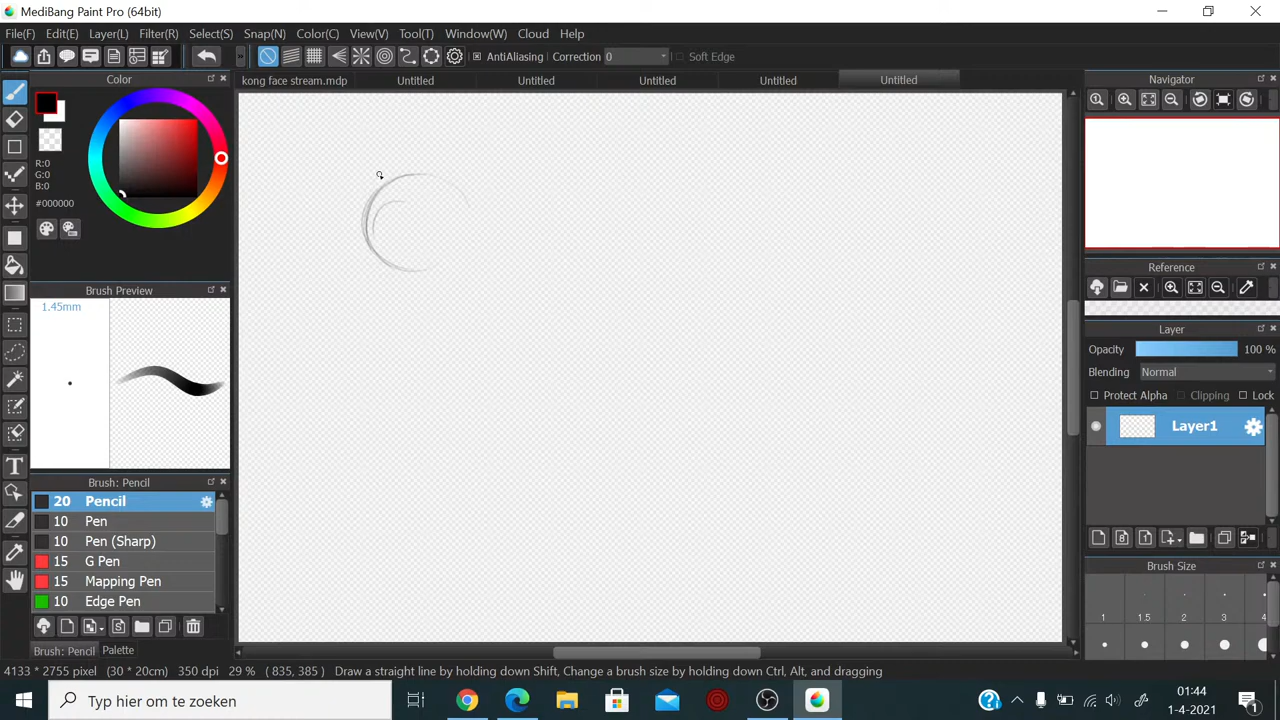 MediBang Paint Pro (64bit)
File(F) Edit(E) Layer(L) Filter(R) Select(S) Snap(N) Color(C) View(V) Tool(T) Window(W) Cloud Help
AntiAliasing Correction 0 Soft Edge
Color
kong face stream.mdp Untitled Untitled Untitled Untitled Untitled
Navigator
R:0
G:0
B:0
#000000
Brush Preview
1.45mm
Reference
Layer
Opacity 100 %
Blending Normal
Protect Alpha Clipping Lock
Layer1
Brush: Pencil
20 Pencil
10 Pen
10 Pen (Sharp)
15 G Pen
15 Mapping Pen
10 Edge Pen
Brush: Pencil Palette
Brush Size
1 1.5 2 3 4
4133 * 2755 pixel (30 * 20cm) 350 dpi 29 % ( 835, 385 ) Draw a straight line by holding down Shift, Change a brush size by holding down Ctrl, Alt, and dragging
Typ hier om te zoeken
01:44
1-4-2021
1